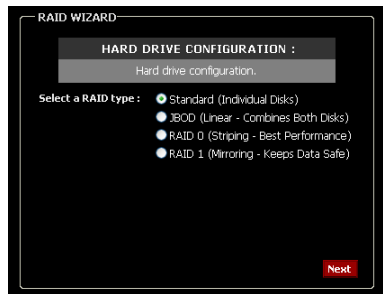 RAID WIZARD
HARD DRIVE CONFIGURATION :
Hard drive configuration.
Select a RAID type : Standard (Individual Disks)
JBOD (Linear - Combines Both Disks)
RAID 0 (Striping - Best Performance)
RAID 1 (Mirroring - Keeps Data Safe)
Next